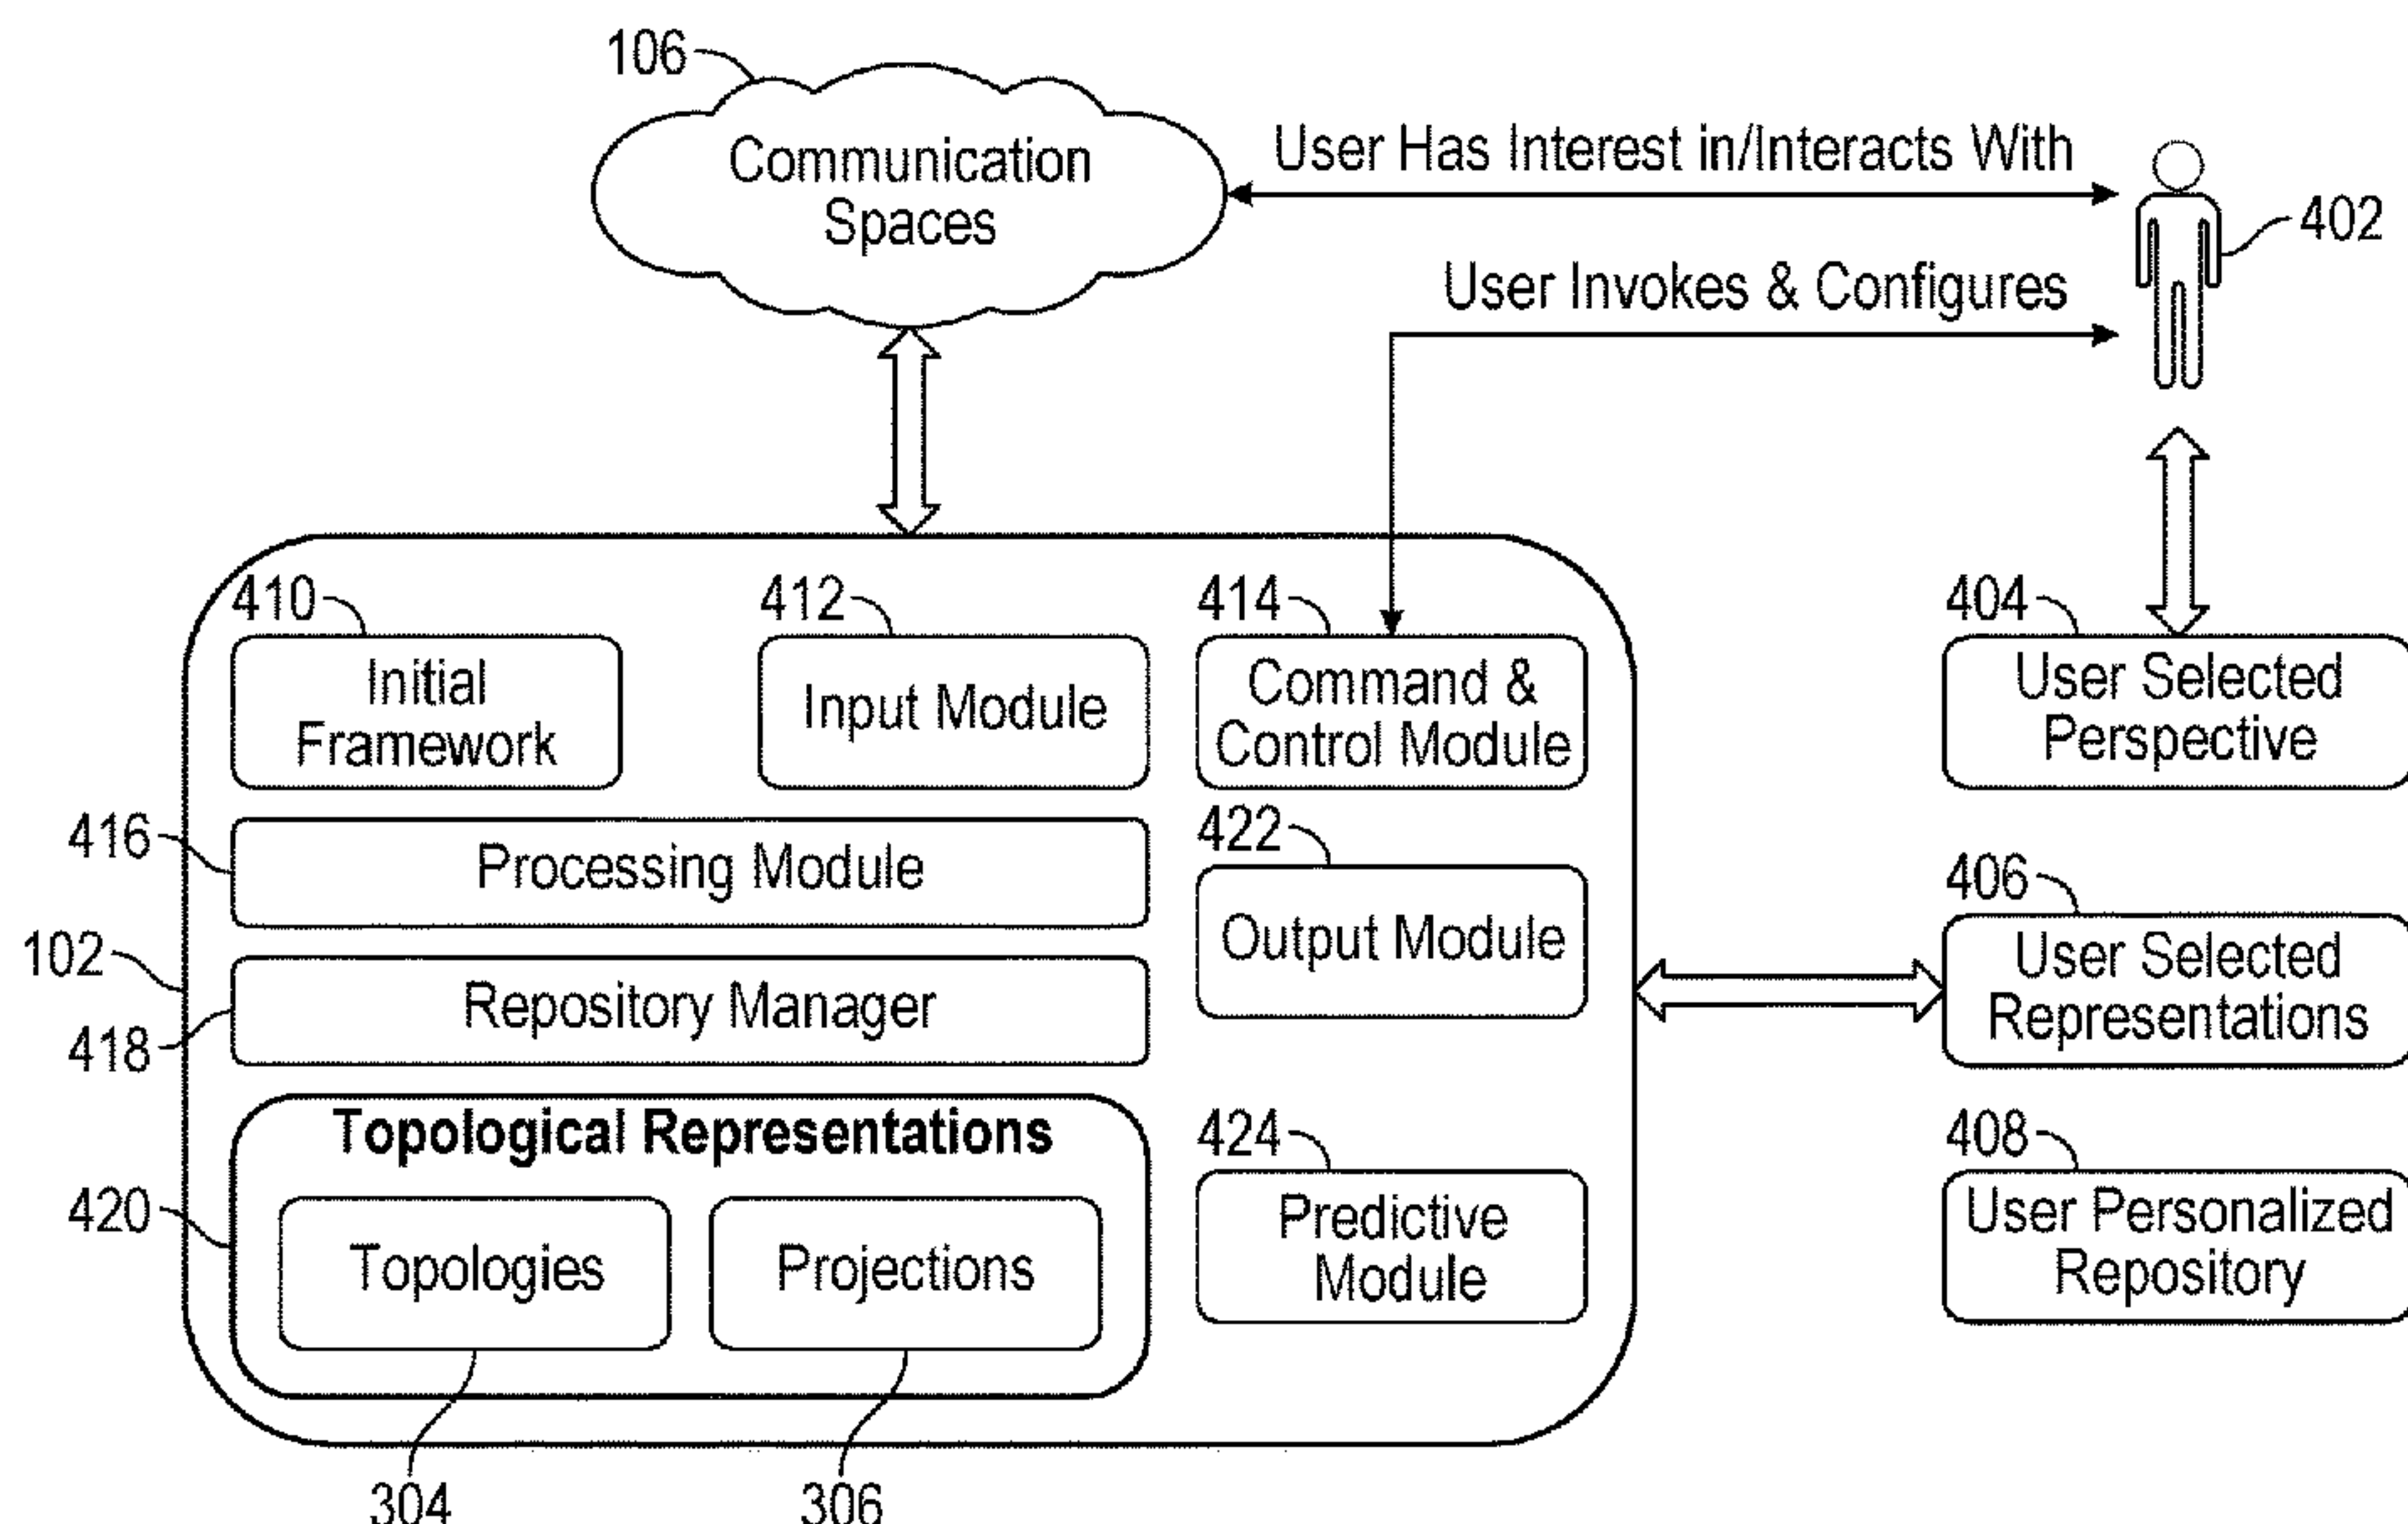 106
Communication
Spaces
User Has Interest in/Interacts With
402
User Invokes & Configures
410
412
414
404
Initial
Framework
Input Module
Command &
Control Module
User Selected
Perspective
416
Processing Module
422
Output Module
406
User Selected
Representations
102
418
Repository Manager
Topological Representations
420
Topologies
Projections
424
Predictive
Module
408
User Personalized
Repository
304
306